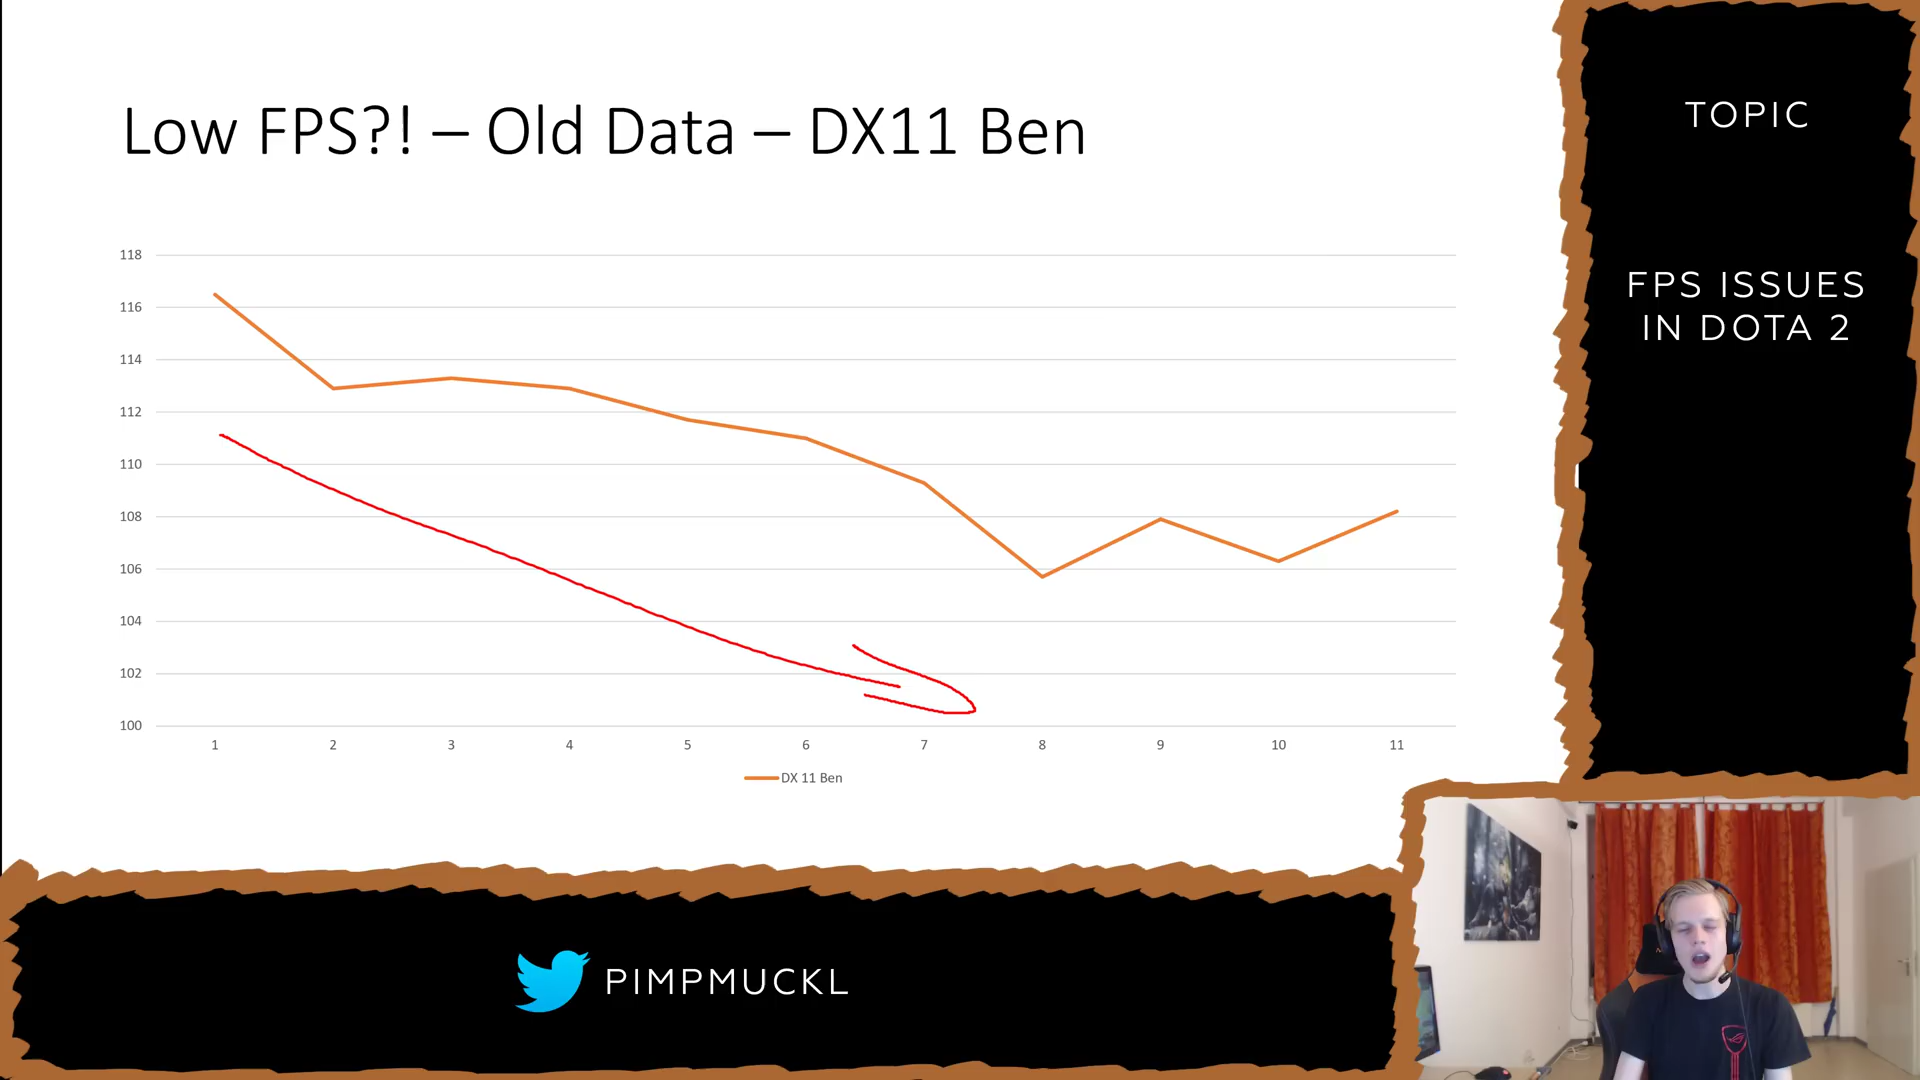 Low FPS?! – Old Data – DX11 Ben
118
116
114
112
110
108
106
104
102
100
1 2 3 4 5 6 7 8 9 10 11
DX 11 Ben
TOPIC
FPS ISSUES
IN DOTA 2
PIMPMUCKL